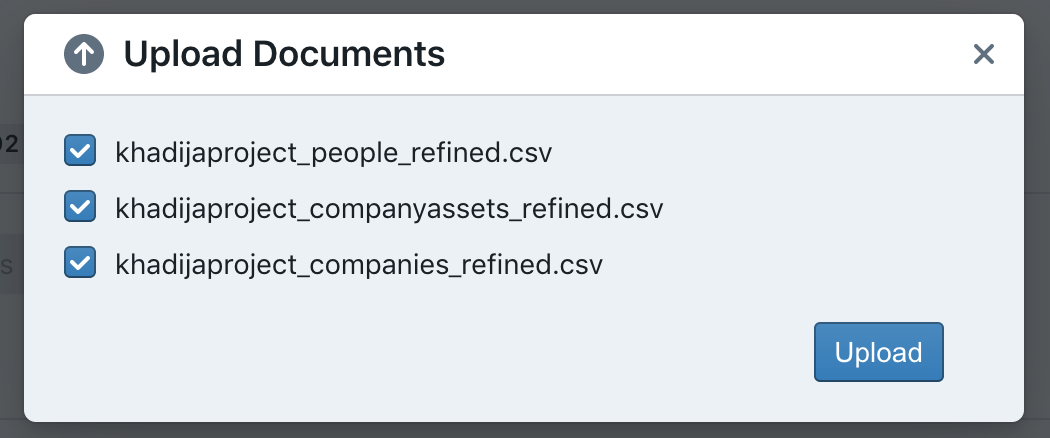 Upload Documents
khadijaproject_people_refined.csv
khadijaproject_companyassets_refined.csv
khadijaproject_companies_refined.csv
Upload